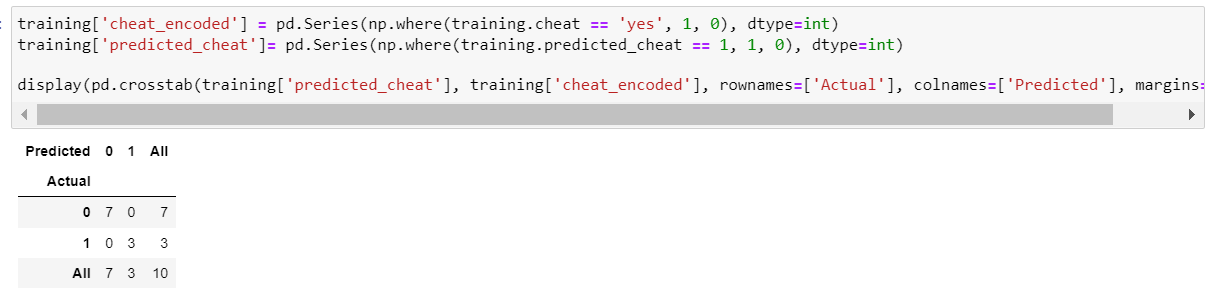 training['cheat_encoded'] = pd.Series(np.where(training.cheat == 'yes', 1, 0), dtype=int)
training['predicted_cheat']= pd.Series(np.where(training.predicted_cheat == 1, 1, 0), dtype=int)
display(pd.crosstab(training['predicted_cheat'], training['cheat_encoded'], rownames=['Actual'], colnames=['Predicted'], margins=
Predicted 0 1 All
Actual
0 7 0 7
1 0 3 3
All 7 3 10